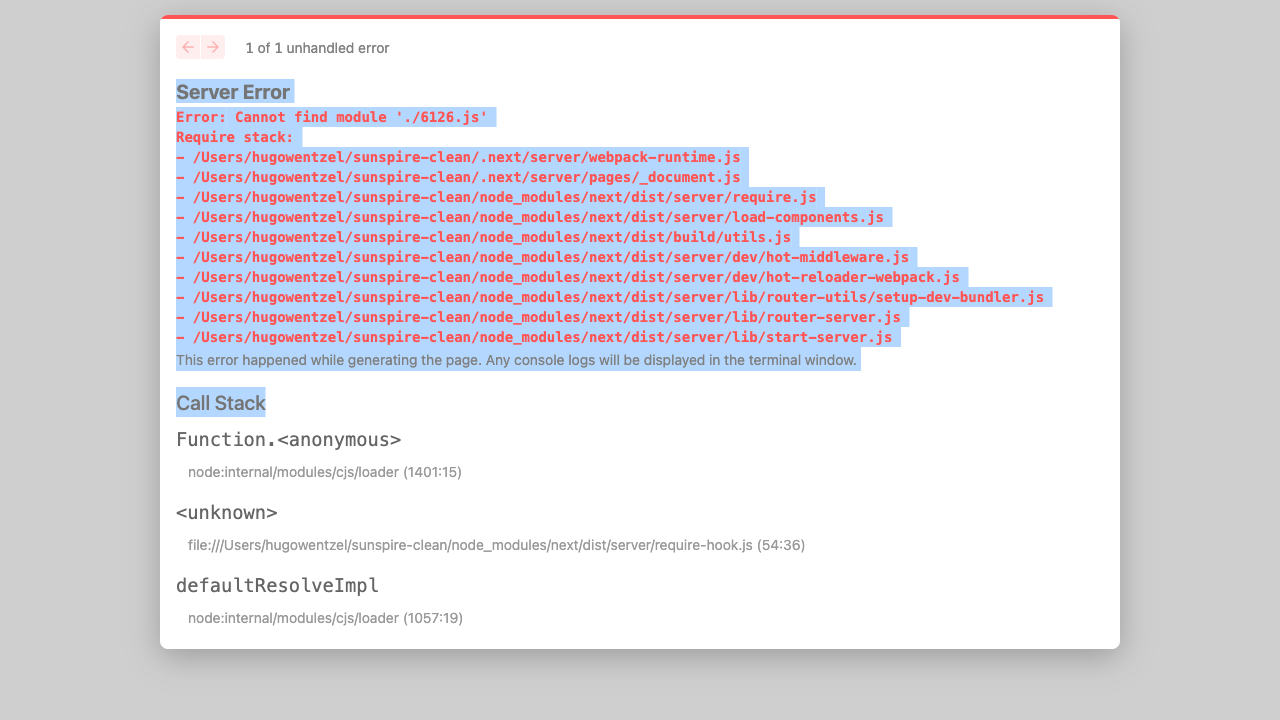 1 of 1 unhandled error
Server Error
Error: Cannot find module './6126.js'
Require stack:
- /Users/hugowentzel/sunspire-clean/.next/server/webpack-runtime.js
- /Users/hugowentzel/sunspire-clean/.next/server/pages/_document.js
- /Users/hugowentzel/sunspire-clean/node_modules/next/dist/server/require.js
- /Users/hugowentzel/sunspire-clean/node_modules/next/dist/server/load-components.js
- /Users/hugowentzel/sunspire-clean/node_modules/next/dist/build/utils.js
- /Users/hugowentzel/sunspire-clean/node_modules/next/dist/server/dev/hot-middleware.js
- /Users/hugowentzel/sunspire-clean/node_modules/next/dist/server/dev/hot-reloader-webpack.js
- /Users/hugowentzel/sunspire-clean/node_modules/next/dist/server/lib/router-utils/setup-dev-bundler.js
- /Users/hugowentzel/sunspire-clean/node_modules/next/dist/server/lib/router-server.js
- /Users/hugowentzel/sunspire-clean/node_modules/next/dist/server/lib/start-server.js
This error happened while generating the page. Any console logs will be displayed in the terminal window.
Call Stack
Function.<anonymous>
node:internal/modules/cjs/loader (1401:15)
<unknown>
file:///Users/hugowentzel/sunspire-clean/node_modules/next/dist/server/require-hook.js (54:36)
defaultResolveImpl
node:internal/modules/cjs/loader (1057:19)